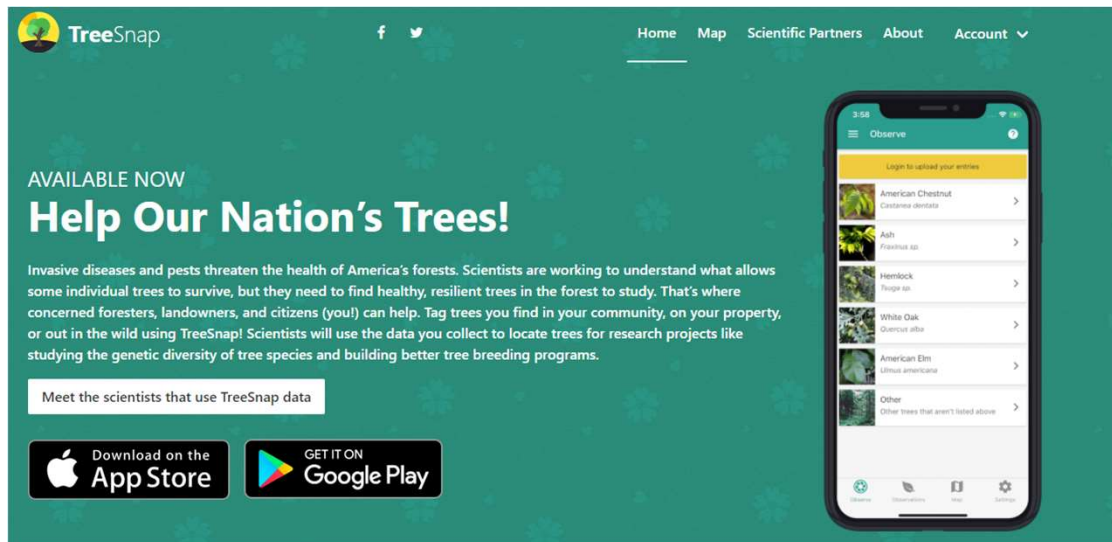 TreeSnap
Home Map Scientific Partners About Account
AVAILABLE NOW
Help Our Nation's Trees!
Invasive diseases and pests threaten the health of America's forests. Scientists are working to understand what allows
some individual trees to survive, but they need to find healthy, resilient trees in the forest to study. That's where
concerned foresters, landowners, and citizens (you!) can help. Tag trees you find in your community, on your property,
or out in the wild using TreeSnap! Scientists will use the data you collect to locate trees for research projects like
studying the genetic diversity of tree species and building better tree breeding programs.
Meet the scientists that use TreeSnap data
Download on the
App Store
GET IT ON
Google Play
3:58
Observe
Login to upload your entries
American Chestnut
Castanea dentata
Ash
Fraxinus sp.
Hemlock
Tsuga sp.
White Oak
Quercus alba
American Elm
Ulmus americana
Other
Other trees that aren't listed above
Observe Observations Map Settings